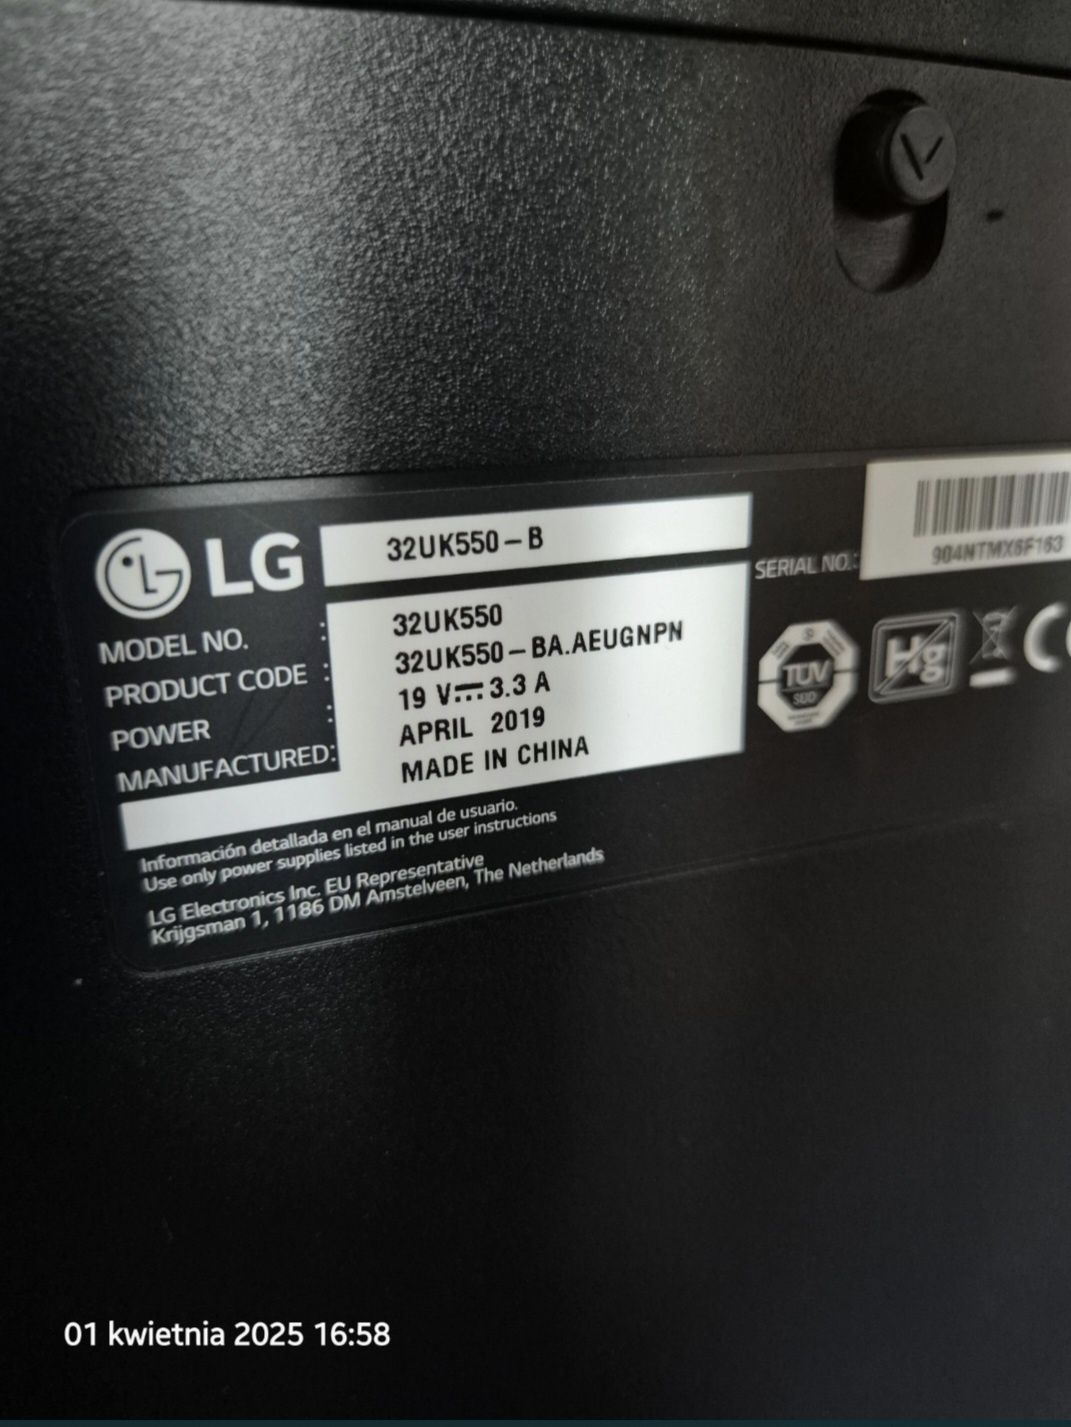 LG 32UK550-B
MODEL NO. : 32UK550
PRODUCT CODE : 32UK550-BA.AEUGNPN
POWER : 19 V⎓3.3 A
MANUFACTURED: APRIL 2019
MADE IN CHINA
SERIAL NO.: 904NTMX6F163
TÜV
SÜD
Hg
CE
Información detallada en el manual de usuario.
Use only power supplies listed in the user instructions
LG Electronics Inc. EU Representative
Krijgsman 1, 1186 DM Amstelveen, The Netherlands
01 kwietnia 2025 16:58